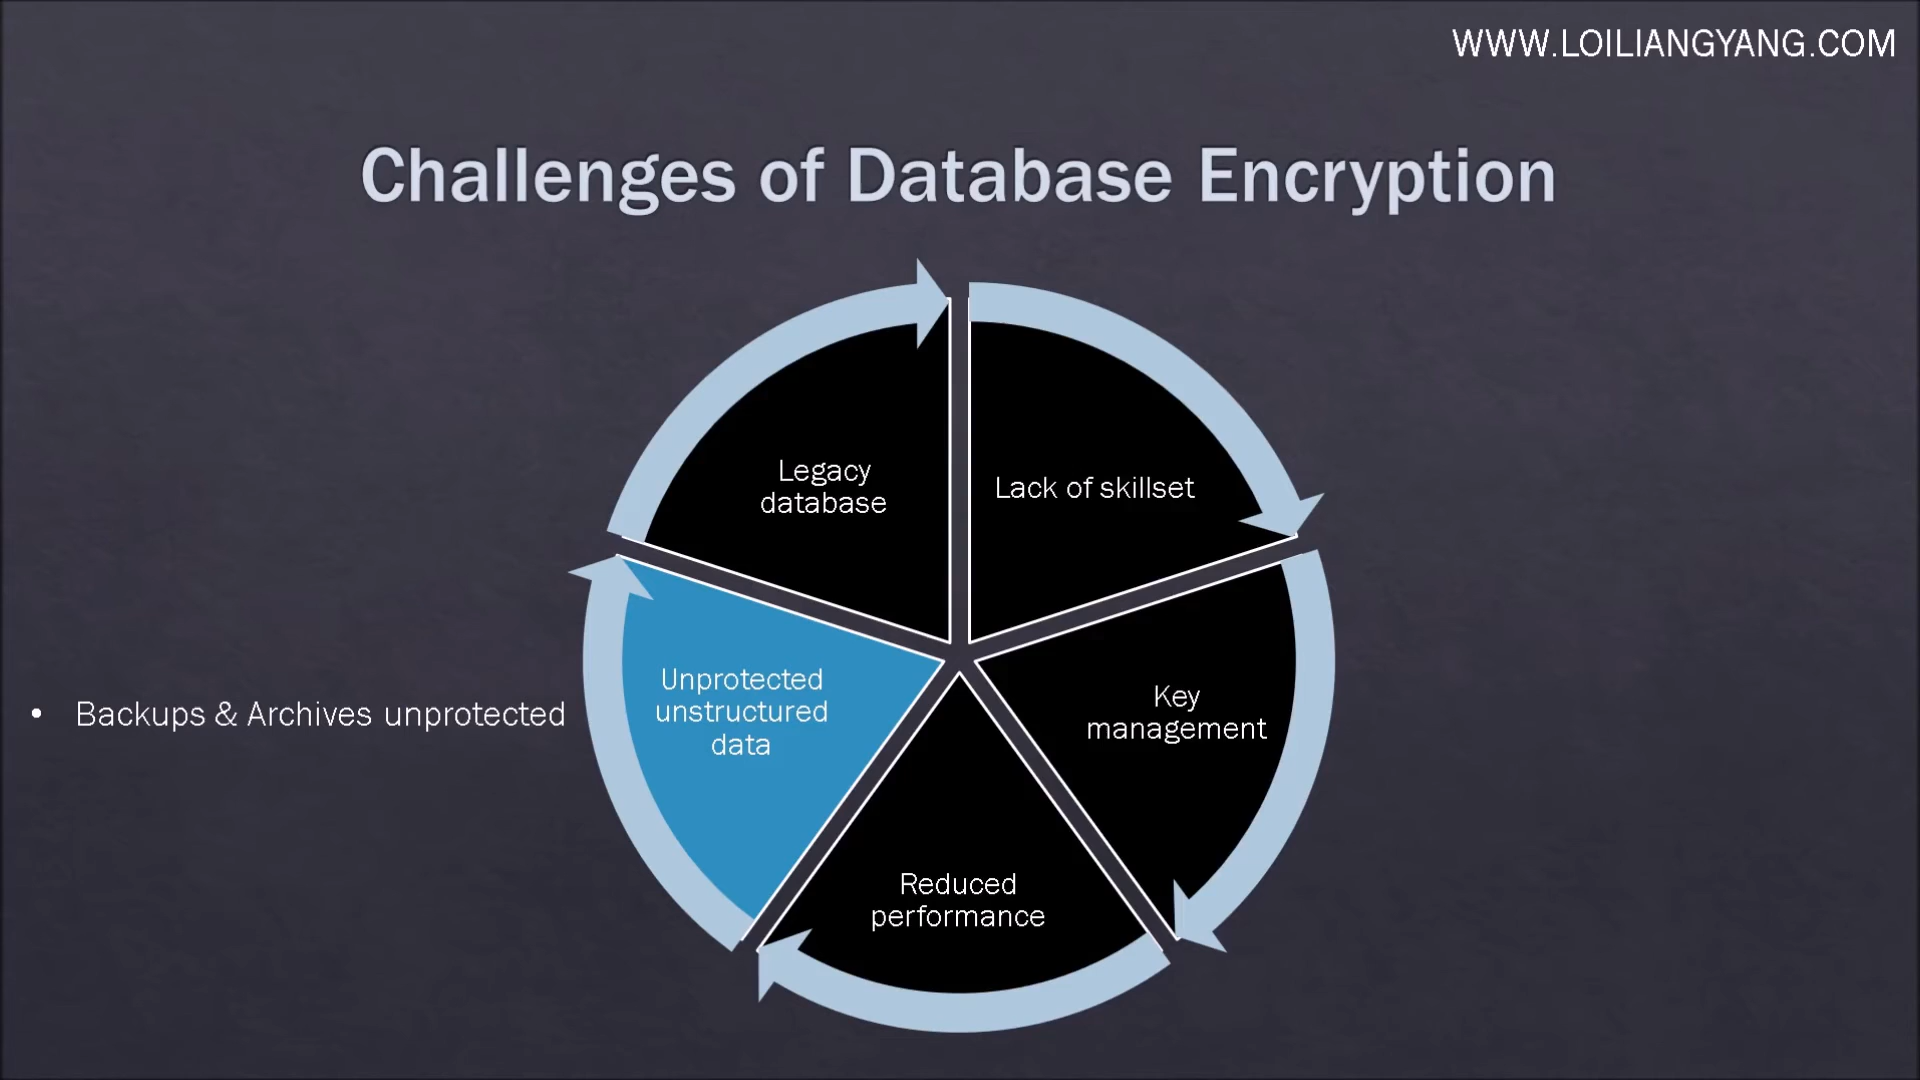 WWW.LOILIANGYANG.COM
Challenges of Database Encryption
Legacy
database
Lack of skillset
Key
management
Reduced
performance
Unprotected
unstructured
data
• Backups & Archives unprotected